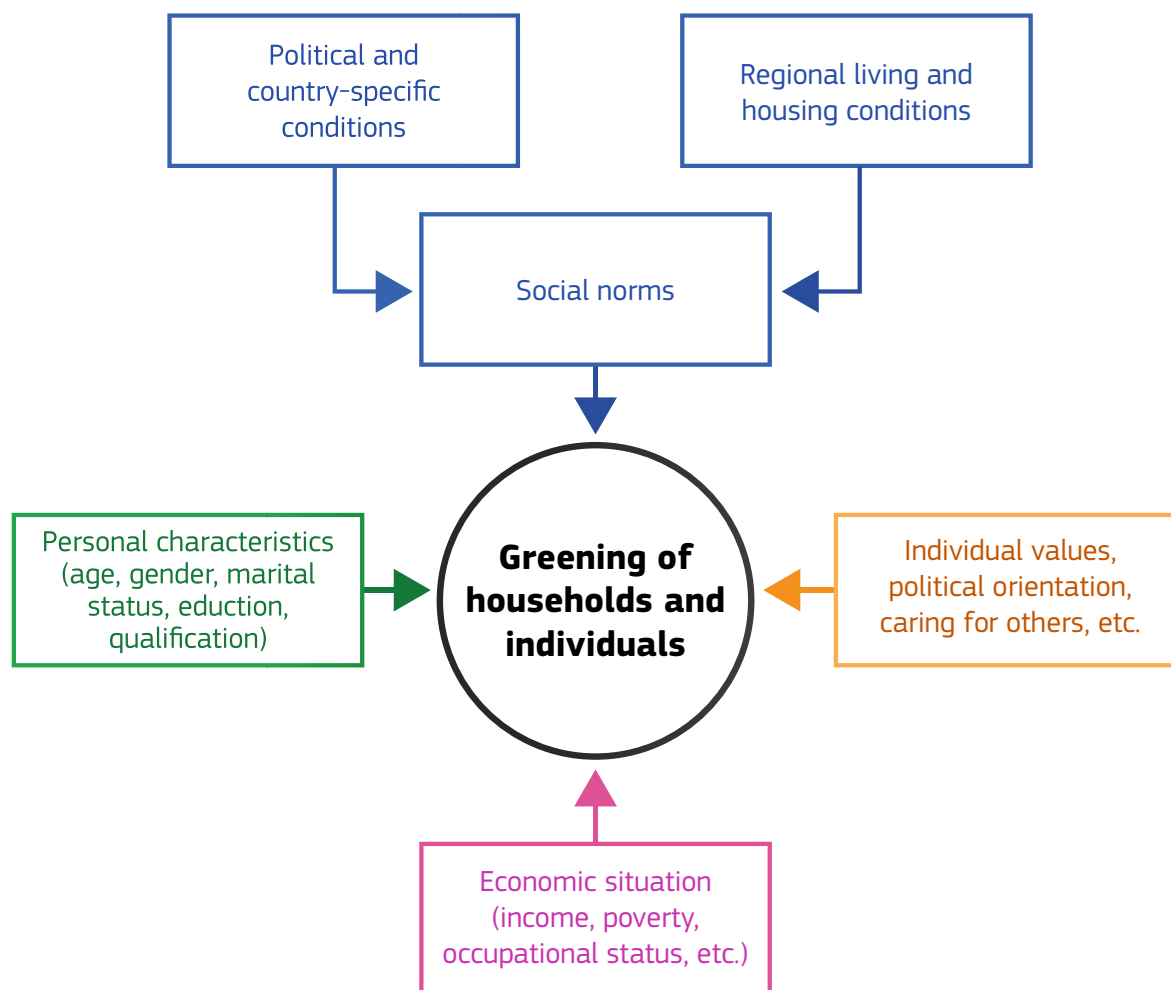 Political and
country-specific
conditions
Regional living and
housing conditions
Social norms
Greening of
households and
individuals
Personal characteristics
(age, gender, marital
status, eduction,
qualification)
Individual values,
political orientation,
caring for others, etc.
Economic situation
(income, poverty,
occupational status, etc.)